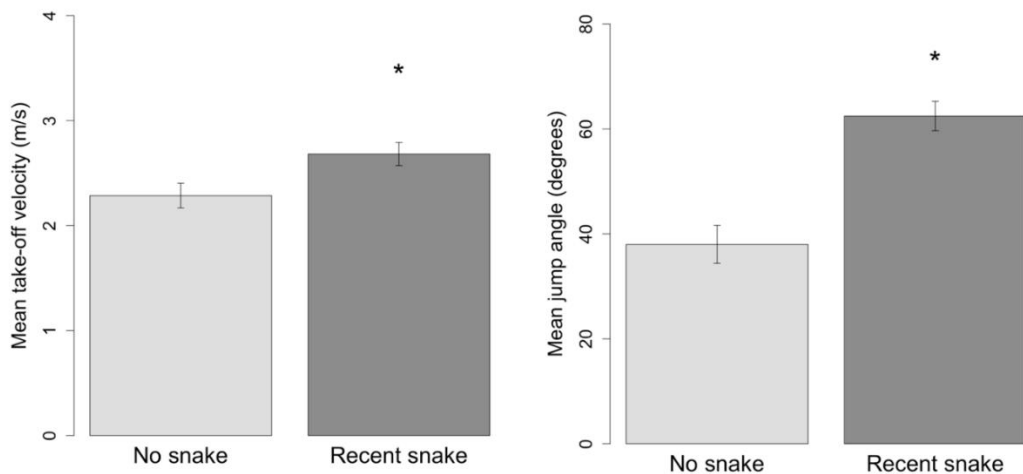 Mean take-off velocity (m/s)
4
3
2
1
0
*
No snake
Recent snake
Mean jump angle (degrees)
80
60
40
20
0
*
No snake
Recent snake